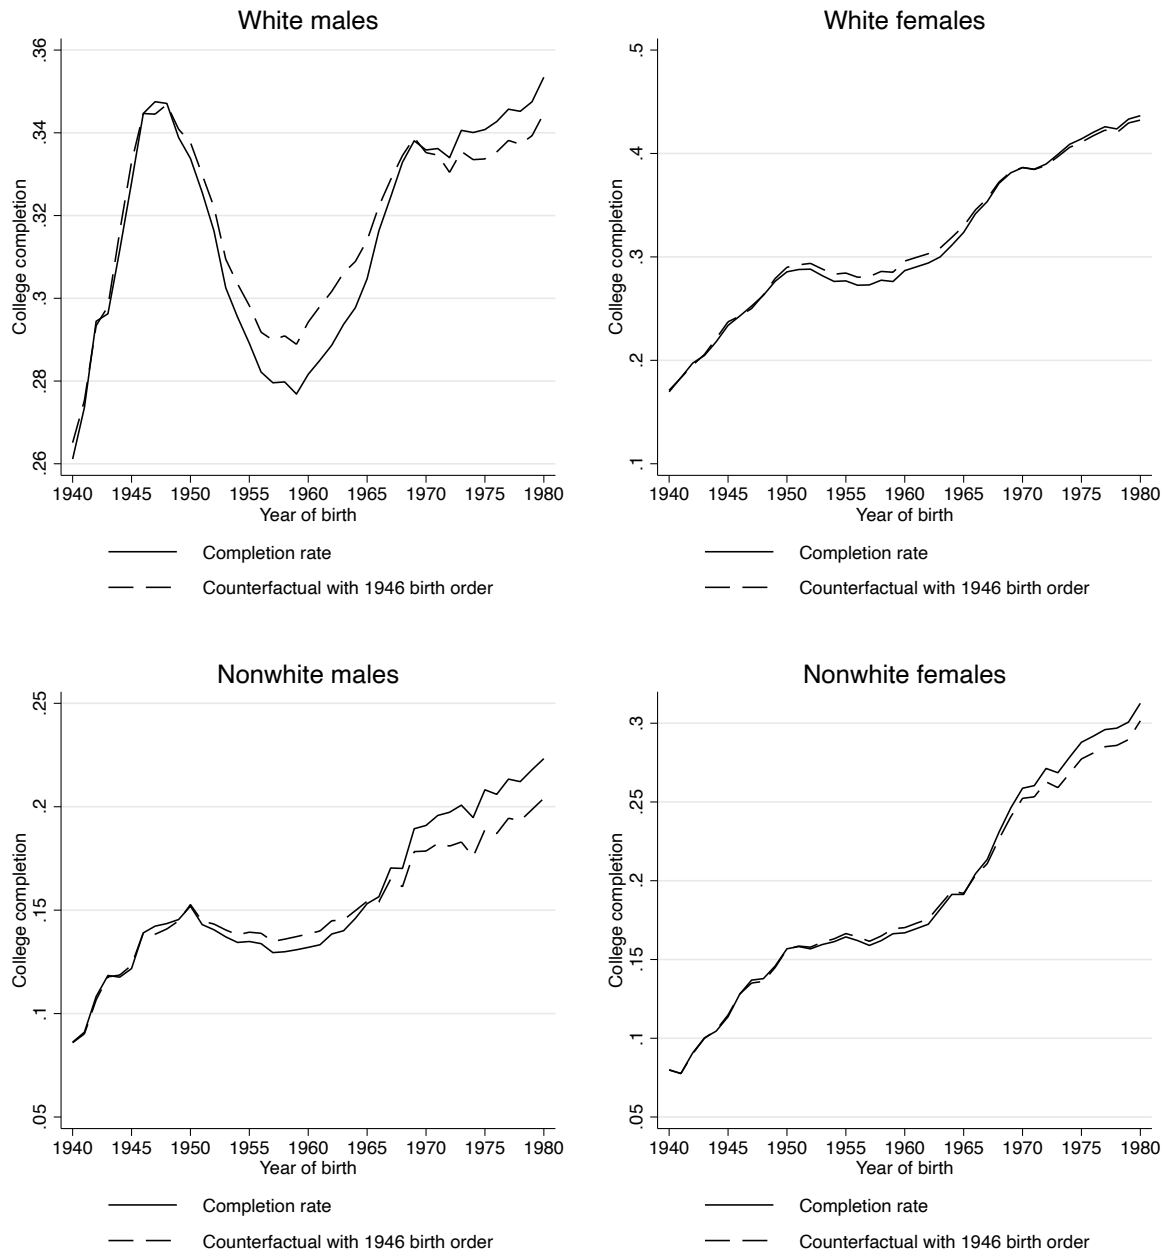 White males
College completion
.36
.34
.32
.3
.28
.26
1940 1945 1950 1955 1960 1965 1970 1975 1980
Year of birth
Completion rate
Counterfactual with 1946 birth order
White females
College completion
.5
.4
.3
.2
.1
1940 1945 1950 1955 1960 1965 1970 1975 1980
Year of birth
Completion rate
Counterfactual with 1946 birth order
Nonwhite males
College completion
.25
.2
.15
.1
.05
1940 1945 1950 1955 1960 1965 1970 1975 1980
Year of birth
Completion rate
Counterfactual with 1946 birth order
Nonwhite females
College completion
.3
.25
.2
.15
.1
.05
1940 1945 1950 1955 1960 1965 1970 1975 1980
Year of birth
Completion rate
Counterfactual with 1946 birth order